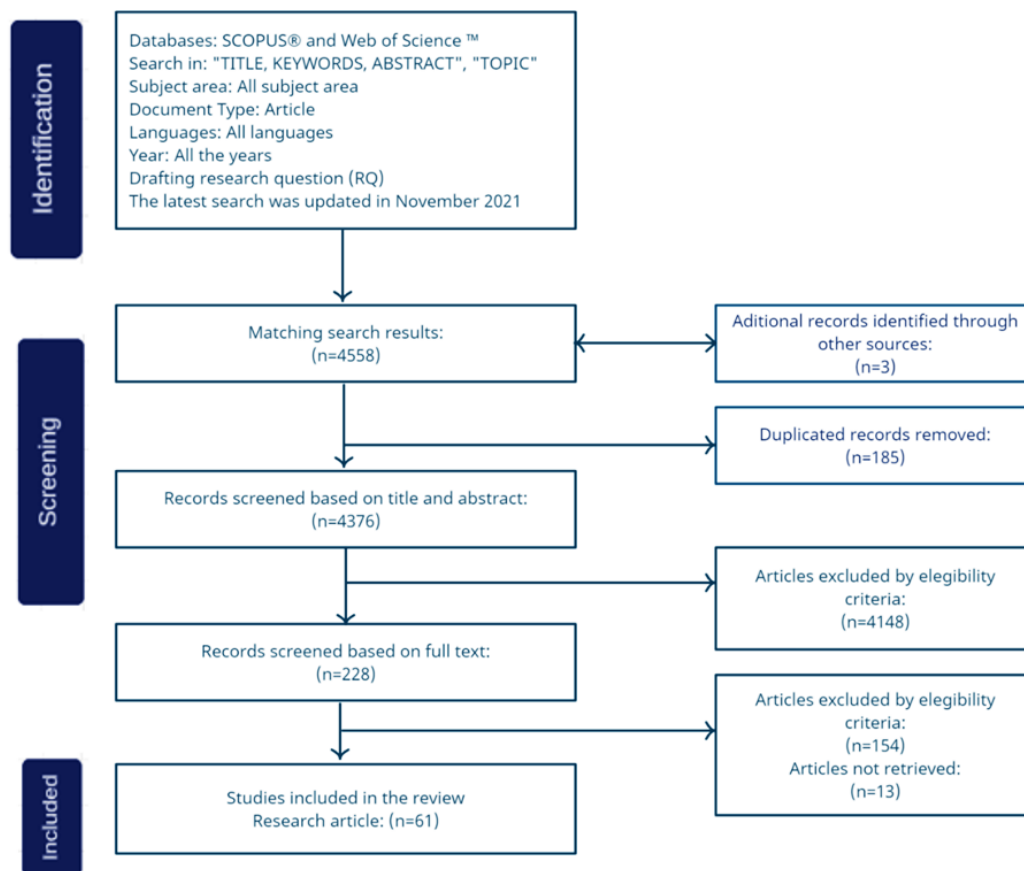 Identification
Databases: SCOPUS® and Web of Science ™
Search in: "TITLE, KEYWORDS, ABSTRACT", "TOPIC"
Subject area: All subject area
Document Type: Article
Languages: All languages
Year: All the years
Drafting research question (RQ)
The latest search was updated in November 2021
Screening
Matching search results:
(n=4558)
Aditional records identified through
other sources:
(n=3)
Duplicated records removed:
(n=185)
Records screened based on title and abstract:
(n=4376)
Articles excluded by elegibility
criteria:
(n=4148)
Records screened based on full text:
(n=228)
Articles excluded by elegibility
criteria:
(n=154)
Articles not retrieved:
(n=13)
Included
Studies included in the review
Research article: (n=61)